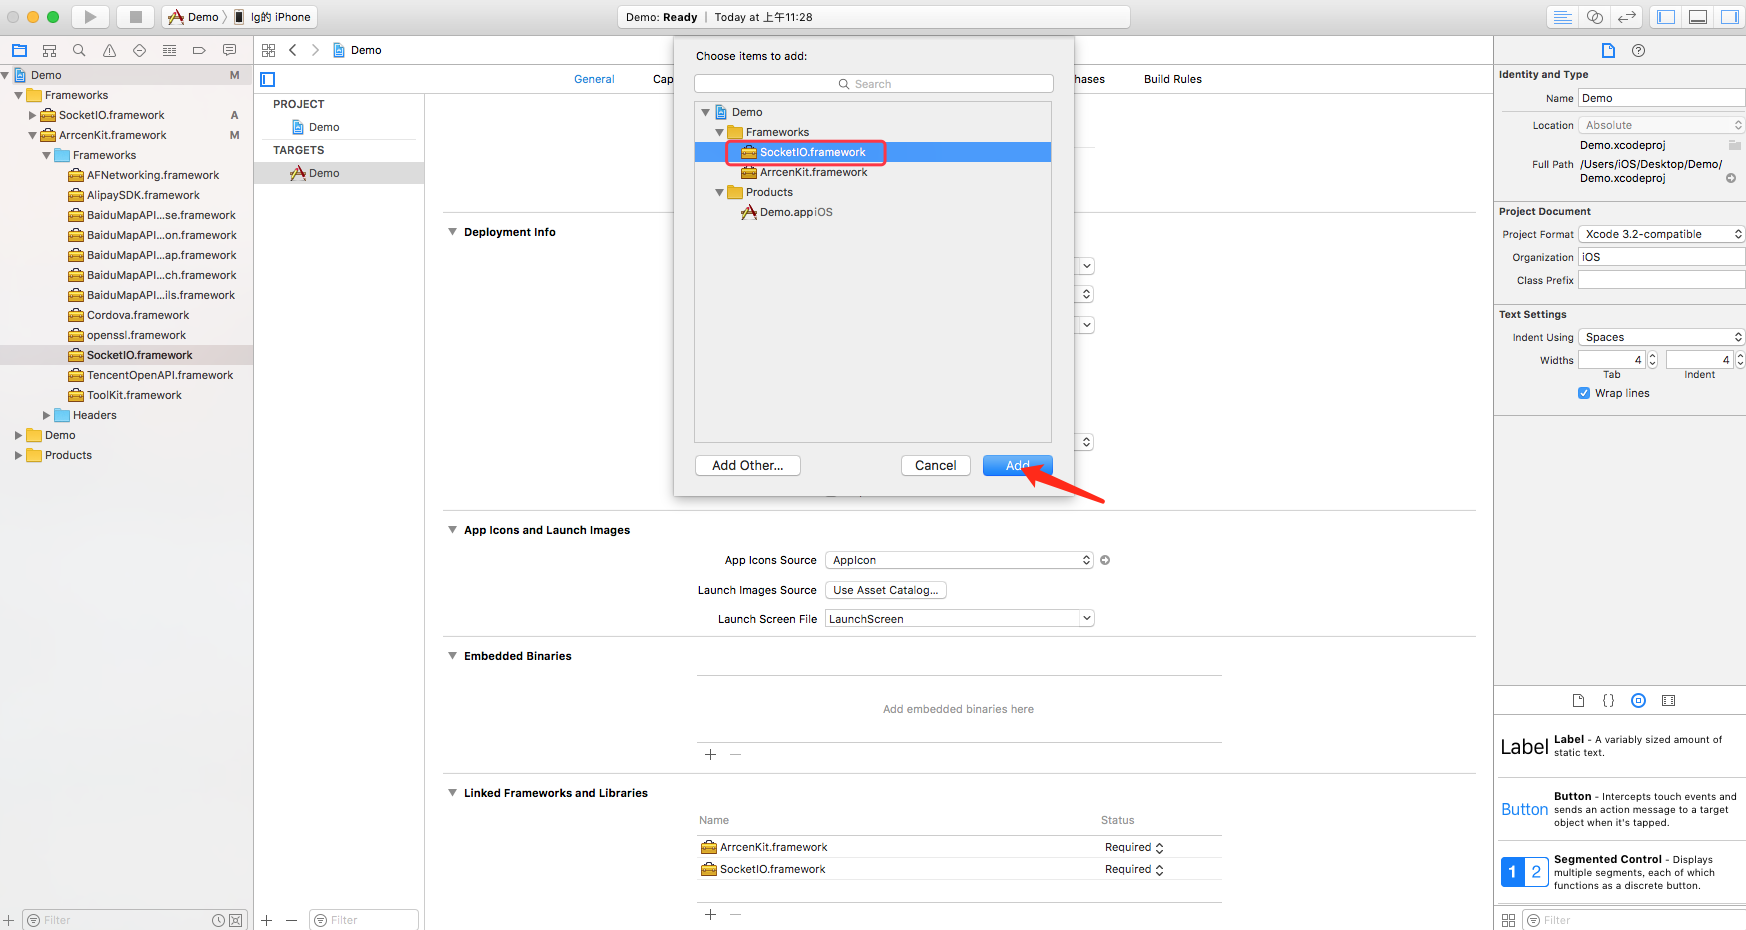 Demo
lg的 iPhone
Demo: Ready
Today at 上午11:28
Demo
M
Frameworks
SocketIO.framework
A
ArrcenKit.framework
M
Frameworks
AFNetworking.framework
AlipaySDK.framework
BaiduMapAPI...se.framework
BaiduMapAPI...on.framework
BaiduMapAPI...ap.framework
BaiduMapAPI...ch.framework
BaiduMapAPI...ils.framework
Cordova.framework
openssl.framework
SocketIO.framework
TencentOpenAPI.framework
ToolKit.framework
Headers
Demo
Products
Filter
Demo
General
Cap
hases
Build Rules
PROJECT
Demo
TARGETS
Demo
Filter
Choose items to add:
Search
Demo
Frameworks
SocketIO.framework
ArrcenKit.framework
Products
Demo.app iOS
Add Other...
Cancel
Add
Deployment Info
App Icons and Launch Images
App Icons Source
AppIcon
Launch Images Source
Use Asset Catalog...
Launch Screen File
LaunchScreen
Embedded Binaries
Add embedded binaries here
Linked Frameworks and Libraries
Name
Status
ArrcenKit.framework
Required
SocketIO.framework
Required
Identity and Type
Name
Demo
Location
Absolute
Demo.xcodeproj
Full Path
/Users/iOS/Desktop/Demo/
Demo.xcodeproj
Project Document
Project Format
Xcode 3.2-compatible
Organization
iOS
Class Prefix
Text Settings
Indent Using
Spaces
Widths
4
4
Tab
Indent
Wrap lines
Label
Label - A variably sized amount of
static text.
Button
Button - Intercepts touch events and
sends an action message to a target
object when it's tapped.
1 2
Segmented Control - Displays
multiple segments, each of which
functions as a discrete button.
Filter